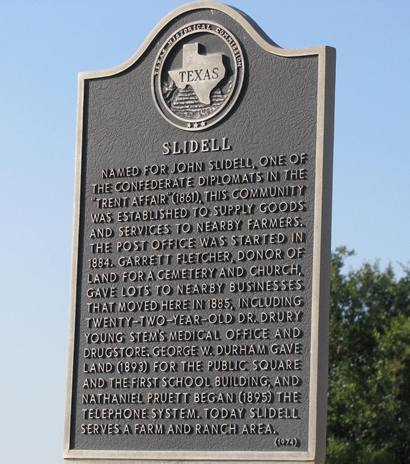 TEXAS HISTORICAL COMMISSION
TEXAS
SLIDELL
NAMED FOR JOHN SLIDELL, ONE OF
THE CONFEDERATE DIPLOMATS IN THE
"TRENT AFFAIR" (1861), THIS COMMUNITY
WAS ESTABLISHED TO SUPPLY GOODS
AND SERVICES TO NEARBY FARMERS.
THE POST OFFICE WAS STARTED IN
1884. GARRETT FLETCHER, DONOR OF
LAND FOR A CEMETERY AND CHURCH,
GAVE LOTS TO NEARBY BUSINESSES
THAT MOVED HERE IN 1885, INCLUDING
TWENTY-TWO-YEAR-OLD DR. DRURY
YOUNG STEM'S MEDICAL OFFICE AND
DRUGSTORE. GEORGE W. DURHAM GAVE
LAND (1893) FOR THE PUBLIC SQUARE
AND THE FIRST SCHOOL BUILDING, AND
NATHANIEL PRUETT BEGAN (1895) THE
TELEPHONE SYSTEM. TODAY SLIDELL
SERVES A FARM AND RANCH AREA.
(1974)